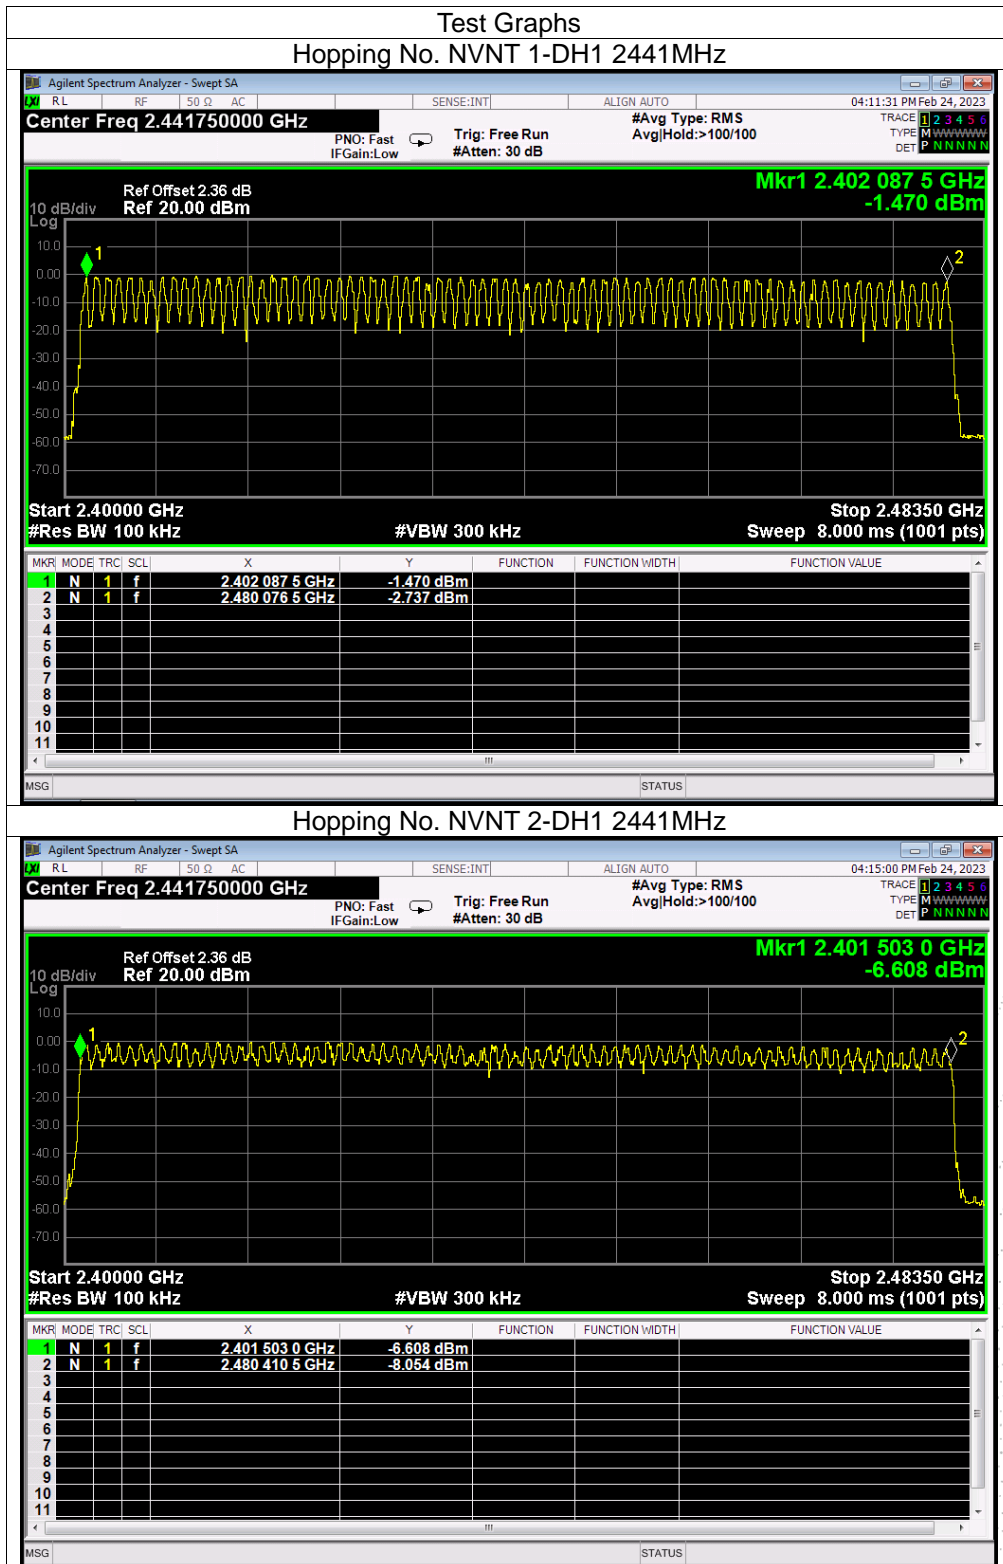 Test Graphs
Hopping No. NVNT 1-DH1 2441MHz
Agilent Spectrum Analyzer - Swept SA
LXI RL RF 50 Ω AC SENSE:INT ALIGN AUTO 04:11:31 PM Feb 24, 2023
Center Freq 2.441750000 GHz #Avg Type: RMS TRACE 1 2 3 4 5 6
PNO: Fast Trig: Free Run Avg|Hold:>100/100 TYPE M WWWWW
IFGain:Low #Atten: 30 dB DET P N N N N N
Mkr1 2.402 087 5 GHz
-1.470 dBm
Ref Offset 2.36 dB
10 dB/div Ref 20.00 dBm
Log
10.0
1
2
0.00
-10.0
-20.0
-30.0
-40.0
-50.0
-60.0
-70.0
Start 2.40000 GHz Stop 2.48350 GHz
#Res BW 100 kHz #VBW 300 kHz Sweep 8.000 ms (1001 pts)
MKR MODE TRC SCL X Y FUNCTION FUNCTION WIDTH FUNCTION VALUE
1 N 1 f 2.402 087 5 GHz -1.470 dBm
2 N 1 f 2.480 076 5 GHz -2.737 dBm
3
4
5
6
7
8
9
10
11
MSG STATUS
Hopping No. NVNT 2-DH1 2441MHz
Agilent Spectrum Analyzer - Swept SA
LXI RL RF 50 Ω AC SENSE:INT ALIGN AUTO 04:15:00 PM Feb 24, 2023
Center Freq 2.441750000 GHz #Avg Type: RMS TRACE 1 2 3 4 5 6
PNO: Fast Trig: Free Run Avg|Hold:>100/100 TYPE M WWWWW
IFGain:Low #Atten: 30 dB DET P N N N N N
Mkr1 2.401 503 0 GHz
-6.608 dBm
Ref Offset 2.36 dB
10 dB/div Ref 20.00 dBm
Log
10.0
1
2
0.00
-10.0
-20.0
-30.0
-40.0
-50.0
-60.0
-70.0
Start 2.40000 GHz Stop 2.48350 GHz
#Res BW 100 kHz #VBW 300 kHz Sweep 8.000 ms (1001 pts)
MKR MODE TRC SCL X Y FUNCTION FUNCTION WIDTH FUNCTION VALUE
1 N 1 f 2.401 503 0 GHz -6.608 dBm
2 N 1 f 2.480 410 5 GHz -8.054 dBm
3
4
5
6
7
8
9
10
11
MSG STATUS